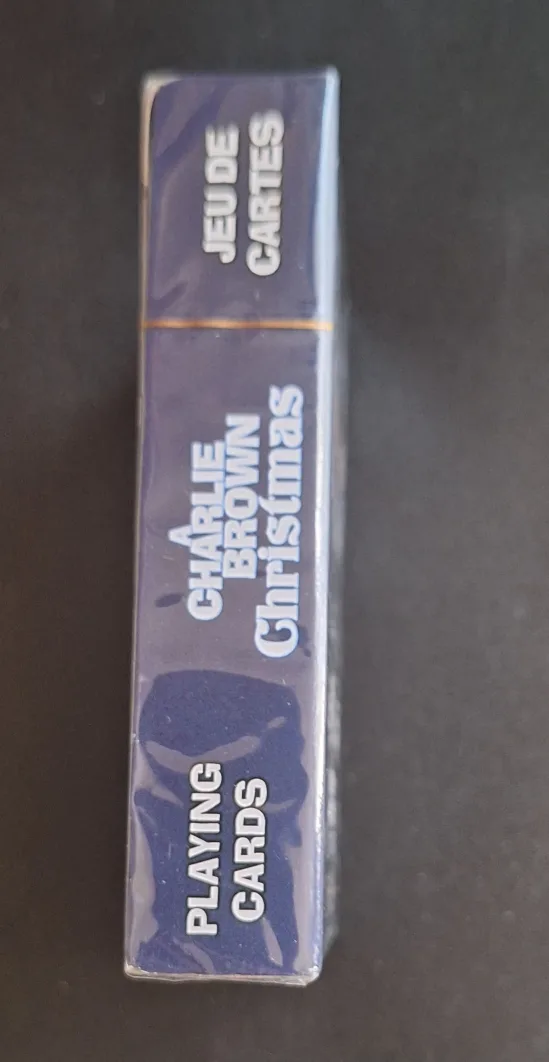 PLAYING
CARDS
A
CHARLIE
BROWN
Christmas
JEU DE
CARTES